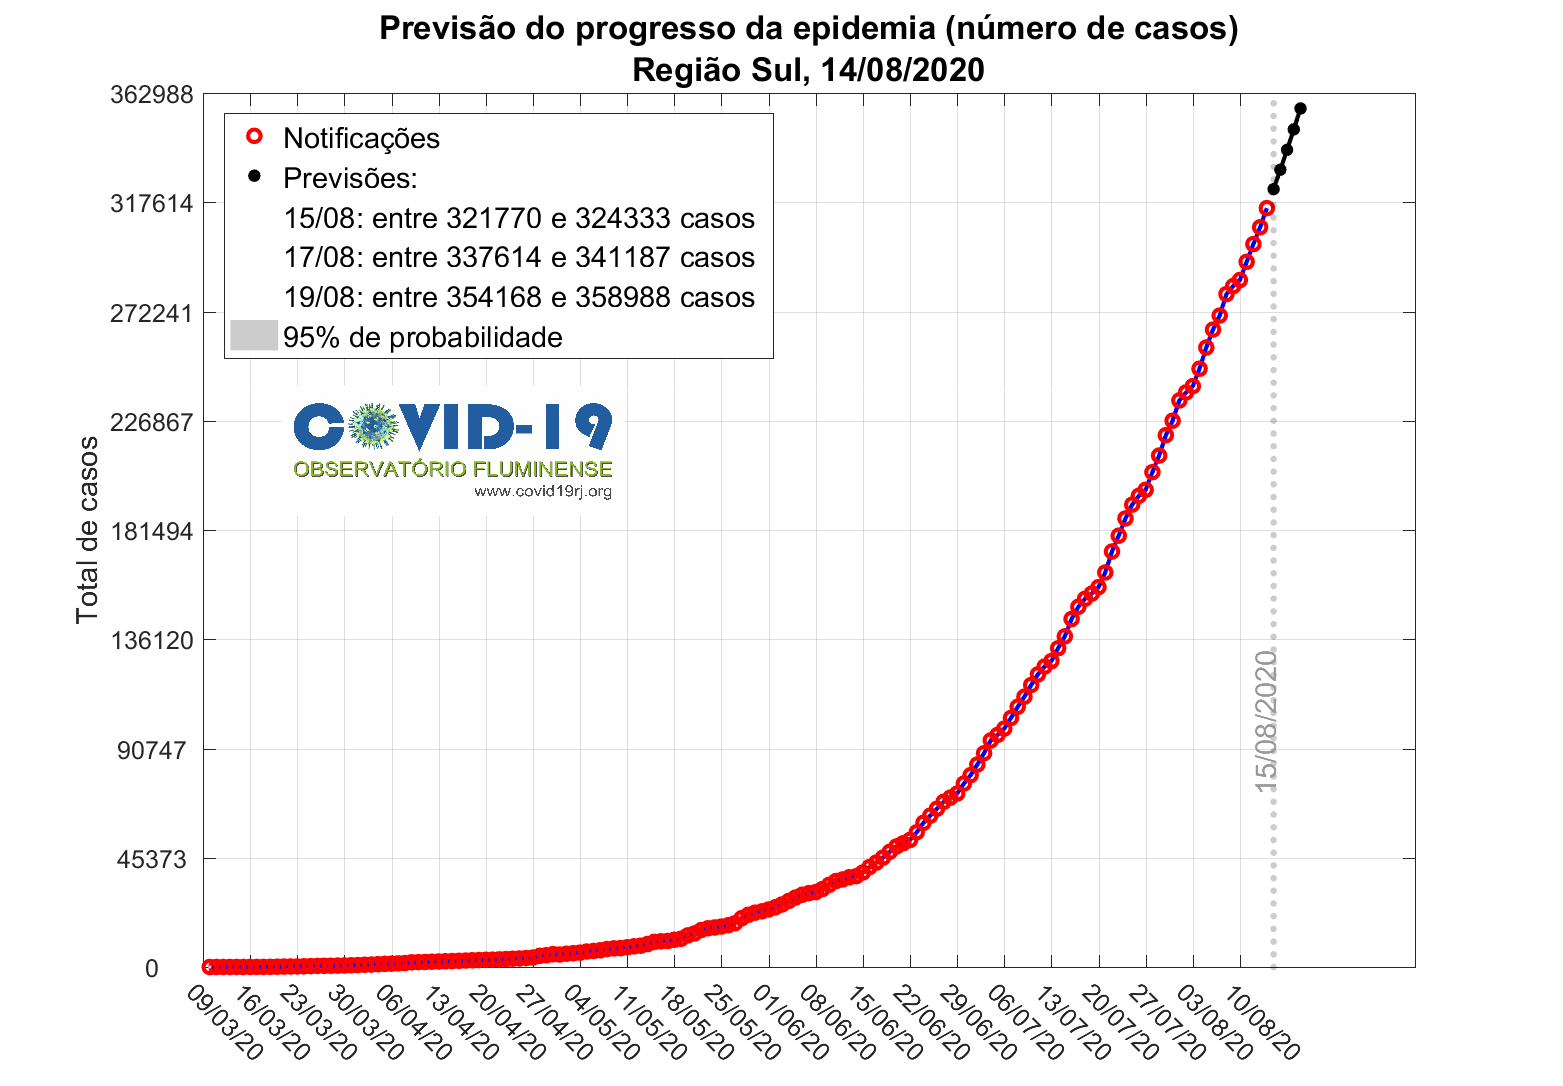 Previsão do progresso da epidemia (número de casos)
Região Sul, 14/08/2020
362988
317614
272241
226867
181494
136120
90747
45373
0
Total de casos
Notificações
Previsões:
15/08: entre 321770 e 324333 casos
17/08: entre 337614 e 341187 casos
19/08: entre 354168 e 358988 casos
95% de probabilidade
COVID-19
OBSERVATÓRIO FLUMINENSE
www.covid19rj.org
15/08/2020
09/03/20
16/03/20
23/03/20
30/03/20
06/04/20
13/04/20
20/04/20
27/04/20
04/05/20
11/05/20
18/05/20
25/05/20
01/06/20
08/06/20
15/06/20
22/06/20
29/06/20
06/07/20
13/07/20
20/07/20
27/07/20
03/08/20
10/08/20